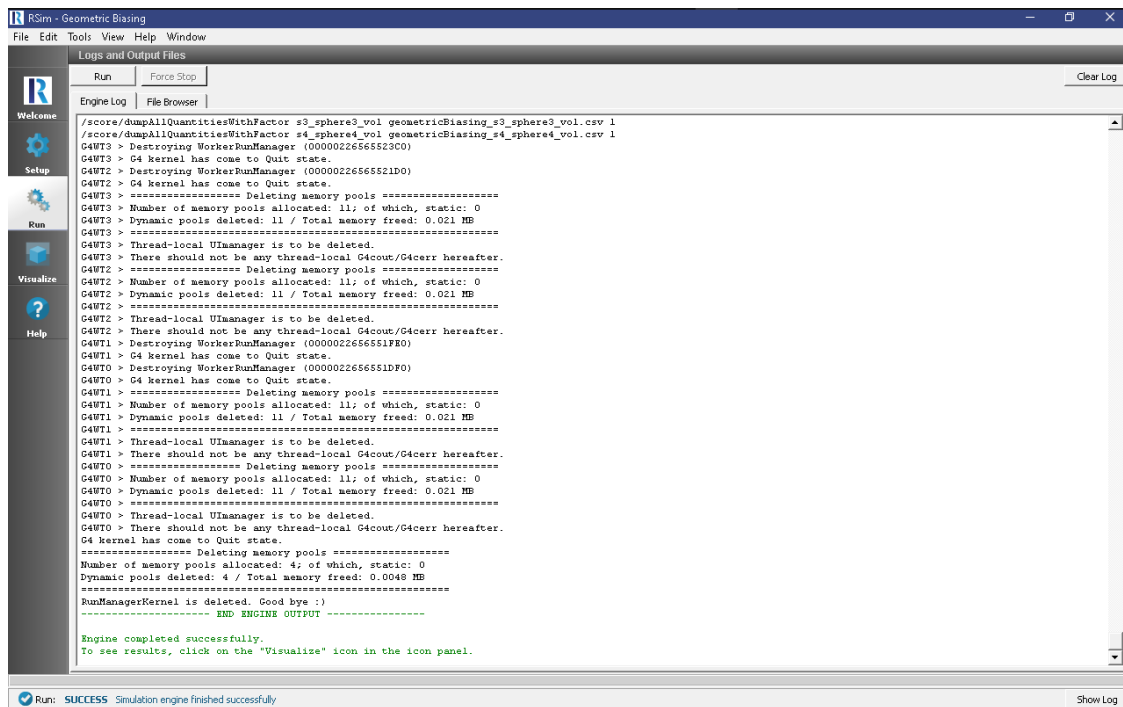 RSim - Geometric Biasing
File Edit Tools View Help Window
Logs and Output Files
Run Force Stop Clear Log
Engine Log File Browser
Welcome
Setup
Run
Visualize
Help
/score/dumpAllQuantitiesWithFactor s3_sphere3_vol geometricBiasing_s3_sphere3_vol.csv 1
/score/dumpAllQuantitiesWithFactor s4_sphere4_vol geometricBiasing_s4_sphere4_vol.csv 1
G4WT3 > Destroying WorkerRunManager (00000226565523C0)
G4WT3 > G4 kernel has come to Quit state.
G4WT2 > Destroying WorkerRunManager (00000226565521D0)
G4WT2 > G4 kernel has come to Quit state.
G4WT3 > ================== Deleting memory pools ===================
G4WT3 > Number of memory pools allocated: 11; of which, static: 0
G4WT3 > Dynamic pools deleted: 11 / Total memory freed: 0.021 MB
G4WT3 > ============================================================
G4WT3 > Thread-local UImanager is to be deleted.
G4WT3 > There should not be any thread-local G4cout/G4cerr hereafter.
G4WT2 > ================== Deleting memory pools ===================
G4WT2 > Number of memory pools allocated: 11; of which, static: 0
G4WT2 > Dynamic pools deleted: 11 / Total memory freed: 0.021 MB
G4WT2 > ============================================================
G4WT2 > Thread-local UImanager is to be deleted.
G4WT2 > There should not be any thread-local G4cout/G4cerr hereafter.
G4WT1 > Destroying WorkerRunManager (0000022656551FE0)
G4WT1 > G4 kernel has come to Quit state.
G4WT0 > Destroying WorkerRunManager (0000022656551DF0)
G4WT0 > G4 kernel has come to Quit state.
G4WT1 > ================== Deleting memory pools ===================
G4WT1 > Number of memory pools allocated: 11; of which, static: 0
G4WT1 > Dynamic pools deleted: 11 / Total memory freed: 0.021 MB
G4WT1 > ============================================================
G4WT1 > Thread-local UImanager is to be deleted.
G4WT1 > There should not be any thread-local G4cout/G4cerr hereafter.
G4WT0 > ================== Deleting memory pools ===================
G4WT0 > Number of memory pools allocated: 11; of which, static: 0
G4WT0 > Dynamic pools deleted: 11 / Total memory freed: 0.021 MB
G4WT0 > ============================================================
G4WT0 > Thread-local UImanager is to be deleted.
G4WT0 > There should not be any thread-local G4cout/G4cerr hereafter.
G4 kernel has come to Quit state.
================== Deleting memory pools ===================
Number of memory pools allocated: 4; of which, static: 0
Dynamic pools deleted: 4 / Total memory freed: 0.0048 MB
============================================================
RunManagerKernel is deleted. Good bye :)
--------------------- END ENGINE OUTPUT ----------------
Engine completed successfully.
To see results, click on the "Visualize" icon in the icon panel.
Run: SUCCESS Simulation engine finished successfully Show Log